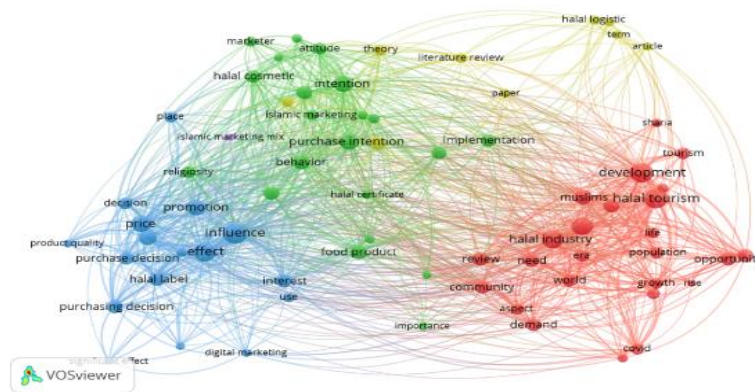 halal logistic
term
article
marketer
attitude
theory
literature review
halal cosmetic
intention
paper
place
islamic marketing
sharia
islamic marketing mix
purchase intention
implementation
tourism
behavior
development
religiosity
halal certificate
muslims
halal tourism
decision
promotion
price
influence
life
product quality
effect
halal industry
purchase decision
food product
era
population
opportunit
review
need
halal label
interest
community
world
growth
rise
use
purchasing decision
aspect
importance
demand
digital marketing
covid
significant effect
VOSviewer